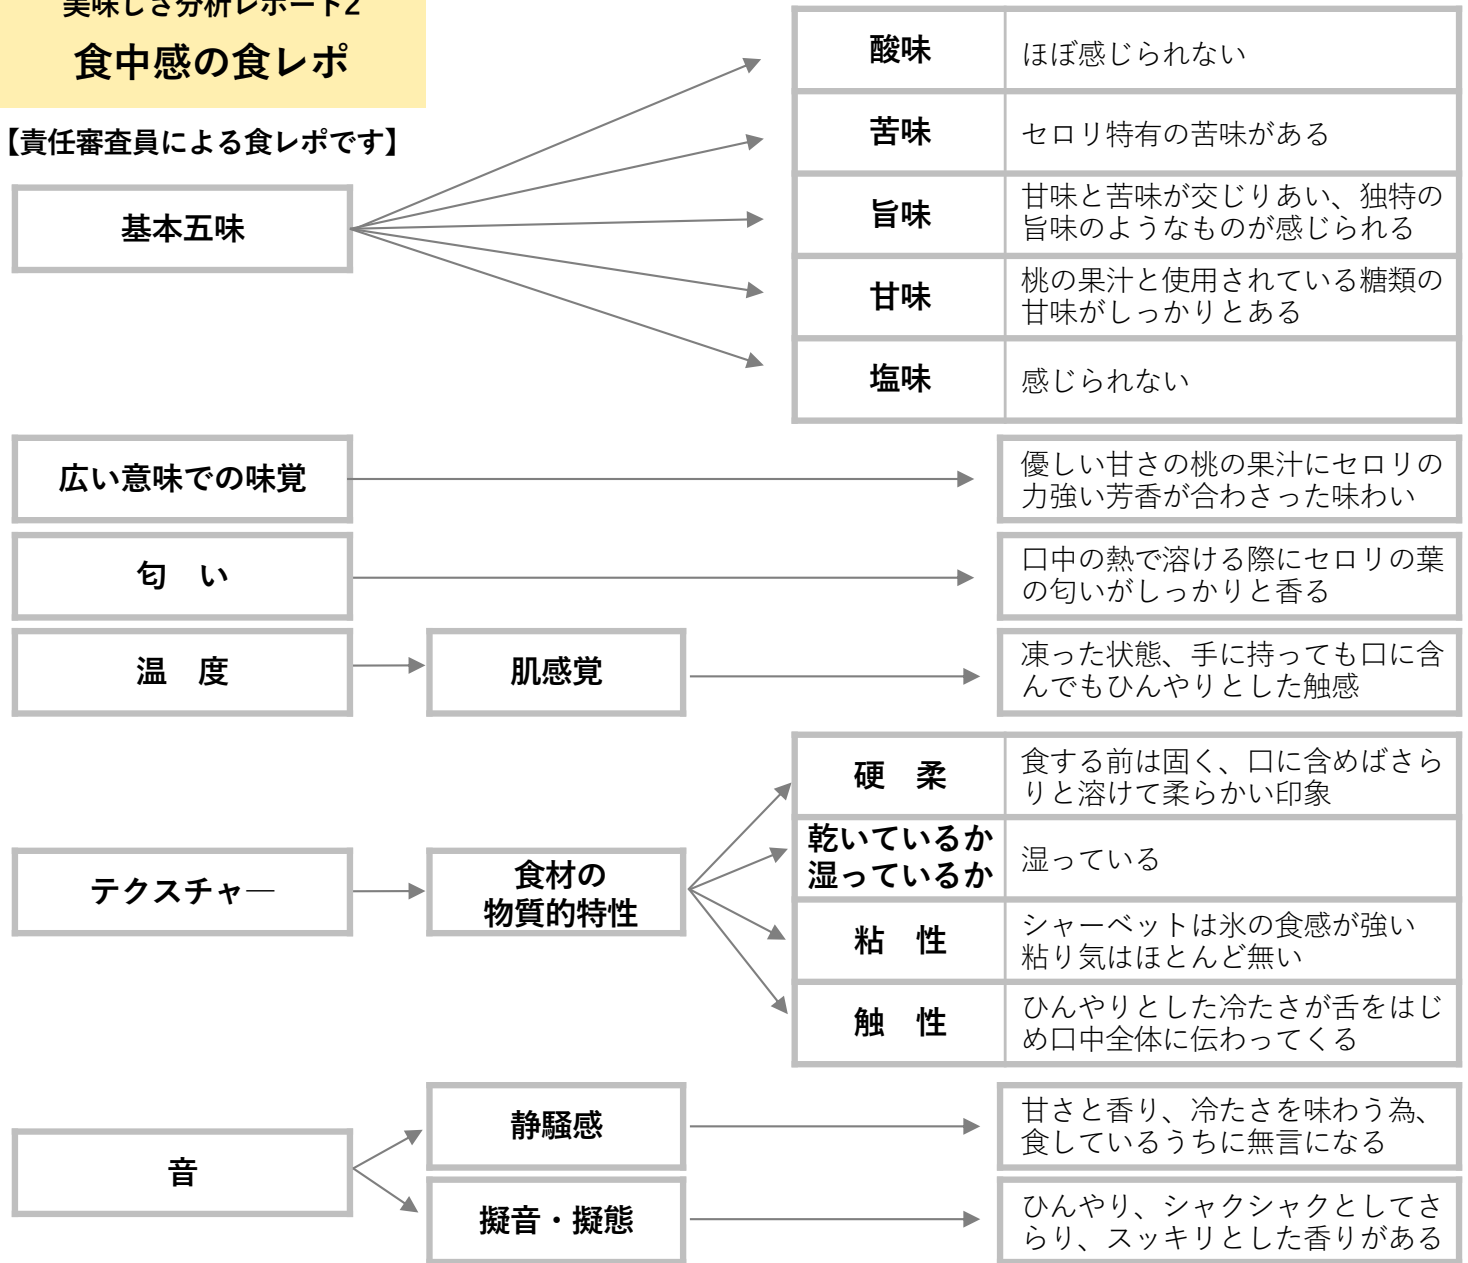 美味しさ分析レポート2
食中感の食レポ
【責任審査員による食レポです】
基本五味
酸味
ほぼ感じられない
苦味
セロリ特有の苦味がある
旨味
甘味と苦味が交じりあい、独特の
旨味のようなものが感じられる
甘味
桃の果汁と使用されている糖類の
甘味がしっかりとある
塩味
感じられない
広い意味での味覚
優しい甘さの桃の果汁にセロリの
力強い芳香が合わさった味わい
匂　い
口中の熱で溶ける際にセロリの葉
の匂いがしっかりと香る
温　度
肌感覚
凍った状態、手に持っても口に含
んでもひんやりとした触感
テクスチャ―
食材の
物質的特性
硬　柔
食する前は固く、口に含めばさら
りと溶けて柔らかい印象
乾いているか
湿っているか
湿っている
粘　性
シャーベットは氷の食感が強い
粘り気はほとんど無い
触　性
ひんやりとした冷たさが舌をはじ
め口中全体に伝わってくる
音
静騒感
甘さと香り、冷たさを味わう為、
食しているうちに無言になる
擬音・擬態
ひんやり、シャクシャクとしてさ
らり、スッキリとした香りがある